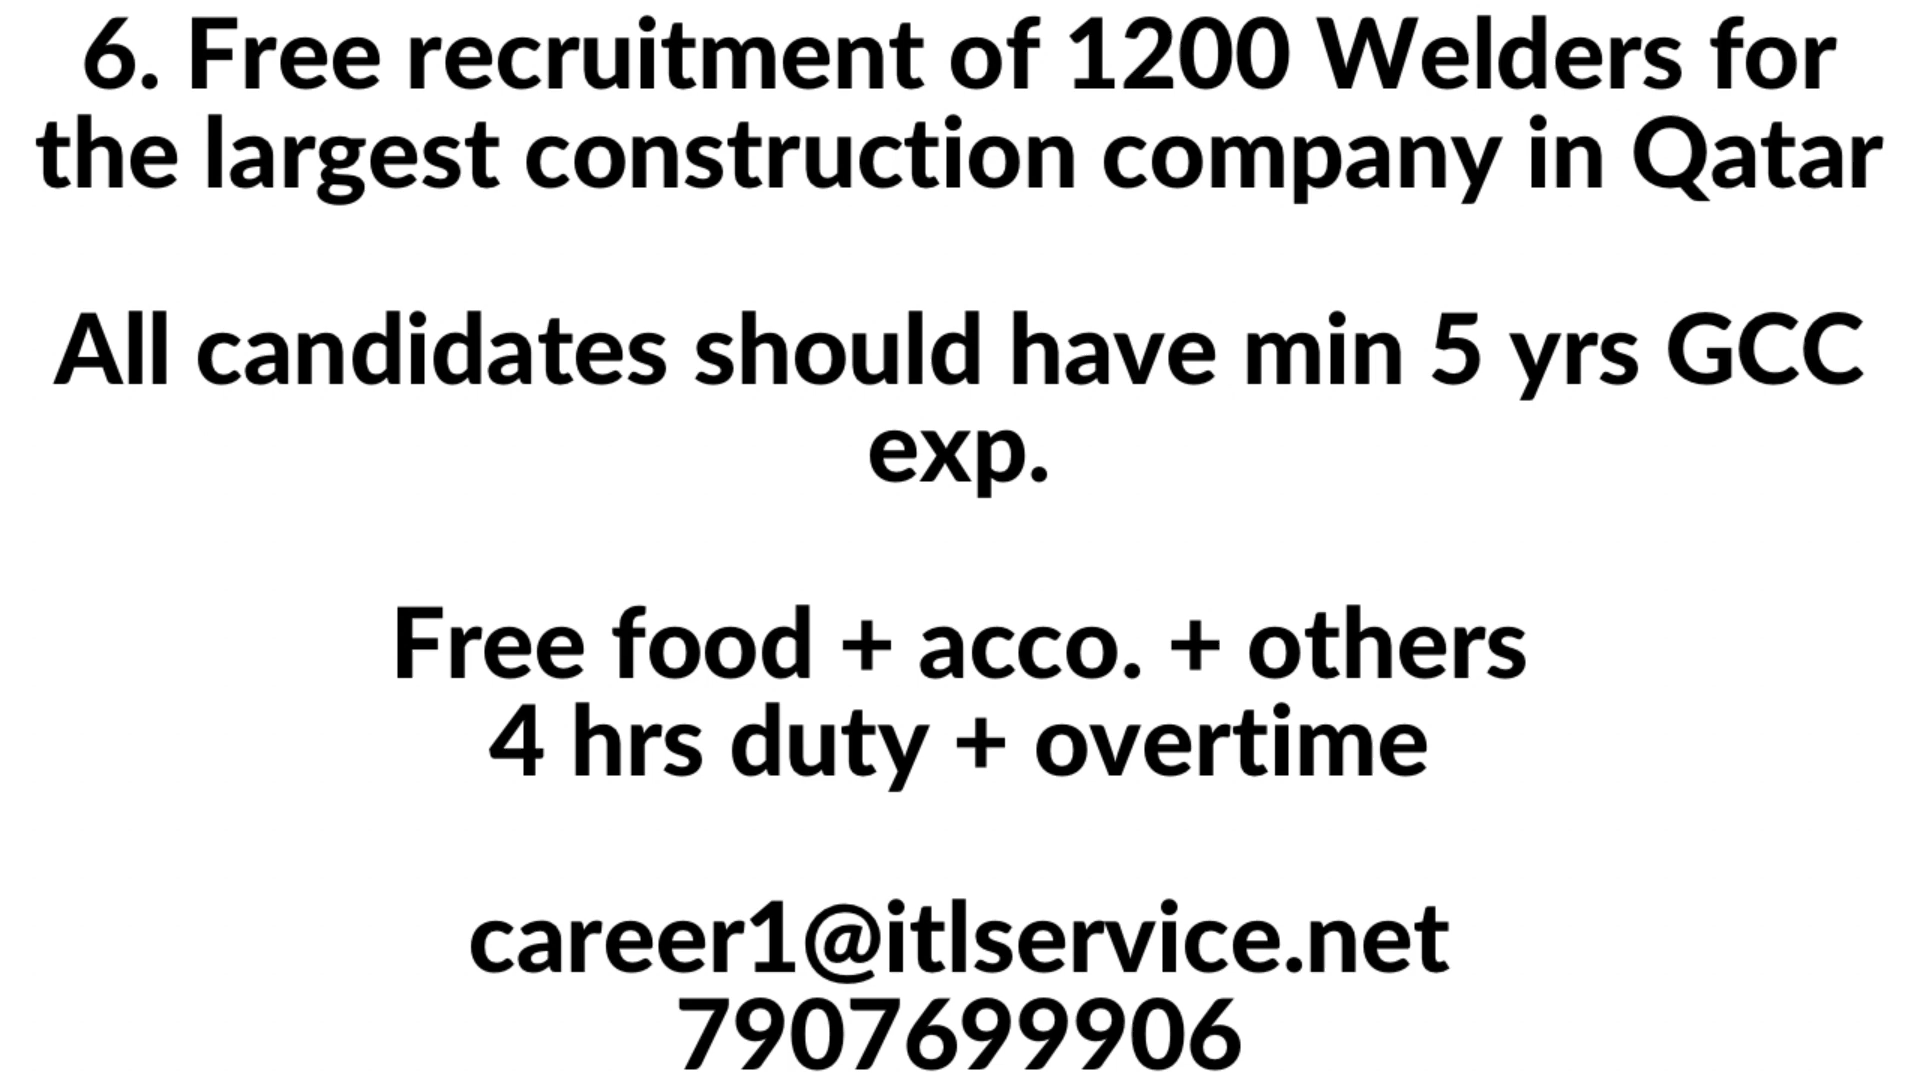 6. Free recruitment of 1200 Welders for
the largest construction company in Qatar
All candidates should have min 5 yrs GCC
exp.
Free food + acco. + others
4 hrs duty + overtime
career1@itlservice.net
7907699906